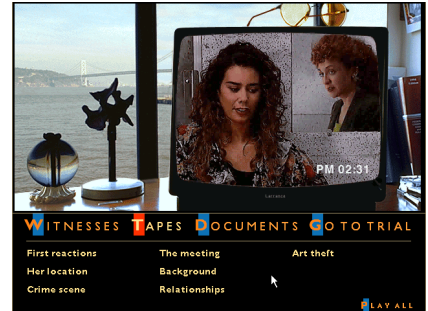 PM 02:31
WITNESSES TAPES DOCUMENTS GO TO TRIAL
First reactions The meeting Art theft
Her location Background
Crime scene Relationships
PLAY ALL